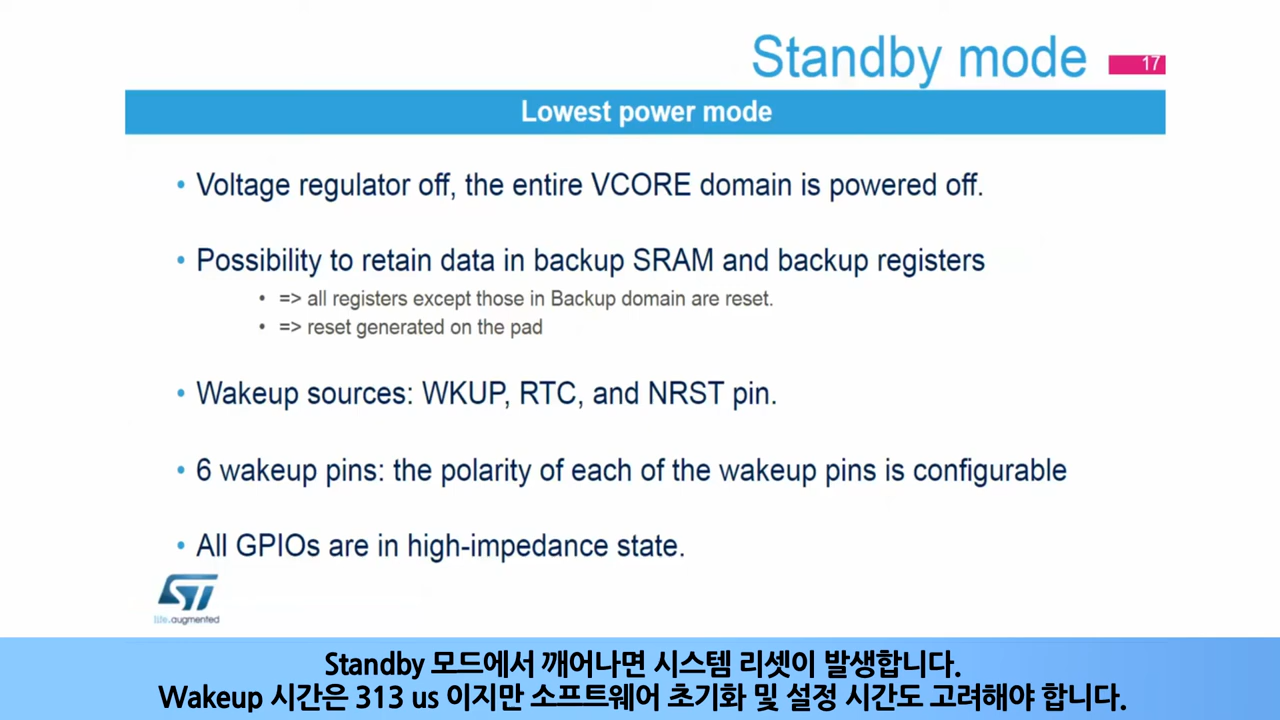 Standby mode
17
Lowest power mode
• Voltage regulator off, the entire VCORE domain is powered off.
• Possibility to retain data in backup SRAM and backup registers
• => all registers except those in Backup domain are reset.
• => reset generated on the pad
• Wakeup sources: WKUP, RTC, and NRST pin.
• 6 wakeup pins: the polarity of each of the wakeup pins is configurable
• All GPIOs are in high-impedance state.
ST
life.augmented
Standby 모드에서 깨어나면 시스템 리셋이 발생합니다.
Wakeup 시간은 313 us 이지만 소프트웨어 초기화 및 설정 시간도 고려해야 합니다.